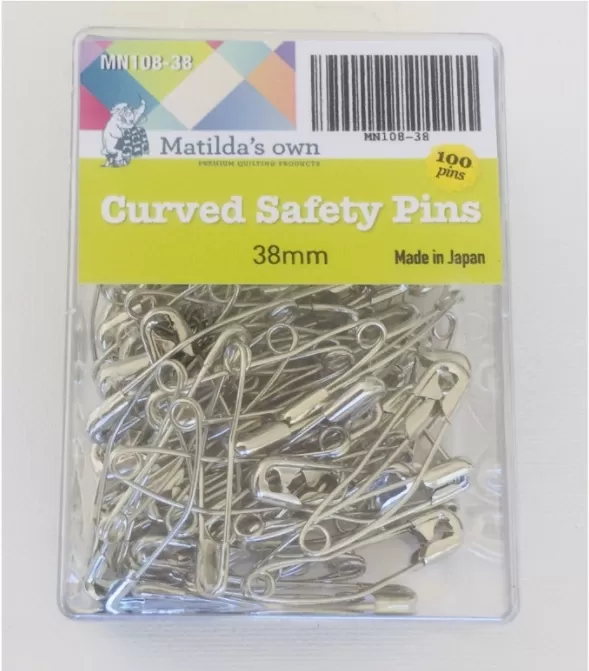 MN108-38
MN108-38
Matilda's own
PREMIUM QUILTING PRODUCTS
100
pins
Curved Safety Pins
38mm
Made in Japan